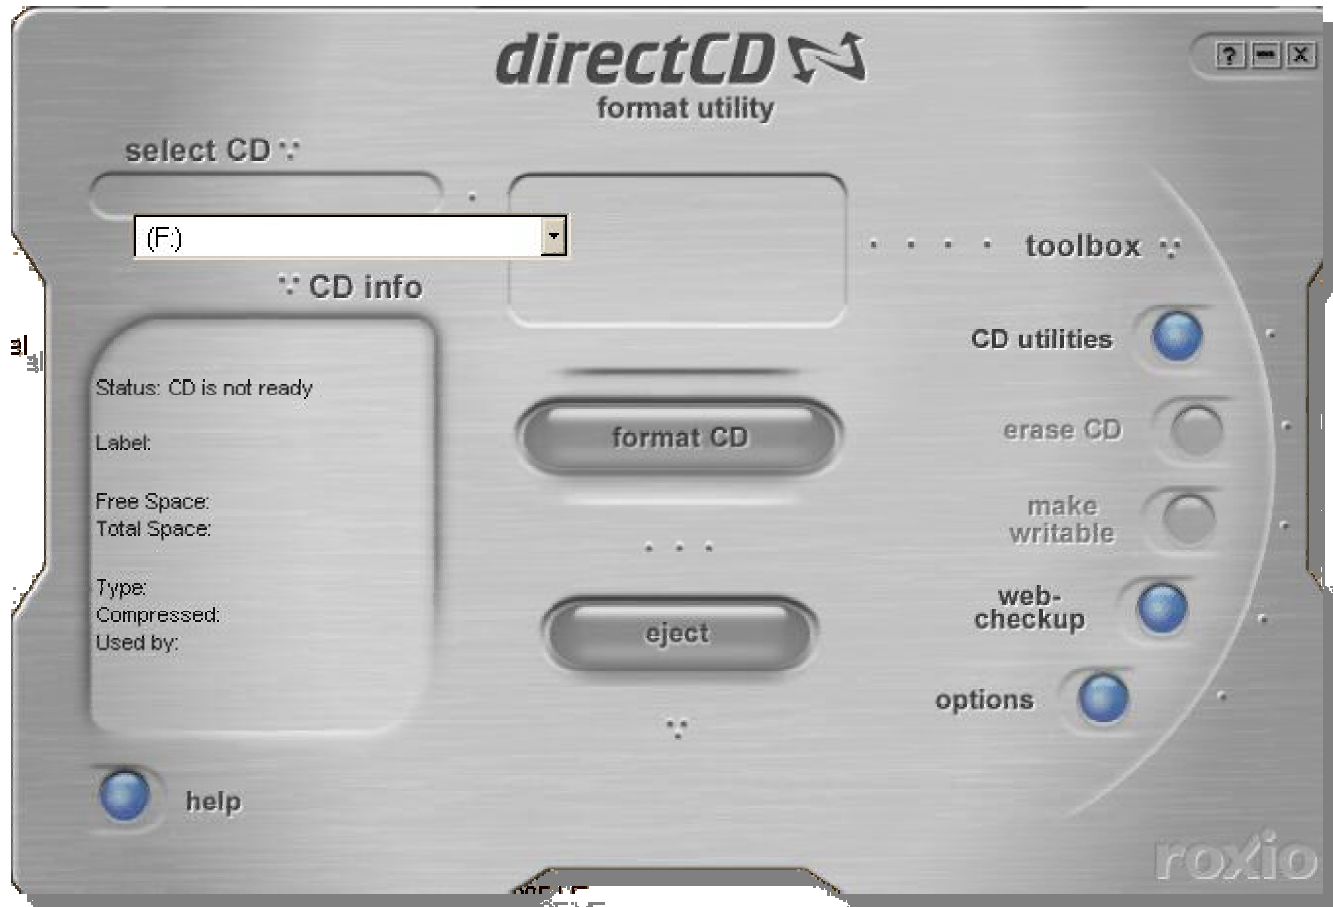 directCD
format utility
?
X
select CD
(F:)
CD info
toolbox
CD utilities
Status: CD is not ready
format CD
erase CD
Label:
Free Space:
Total Space:
make
writable
Type:
Compressed:
Used by:
web-
checkup
eject
options
help
roxio